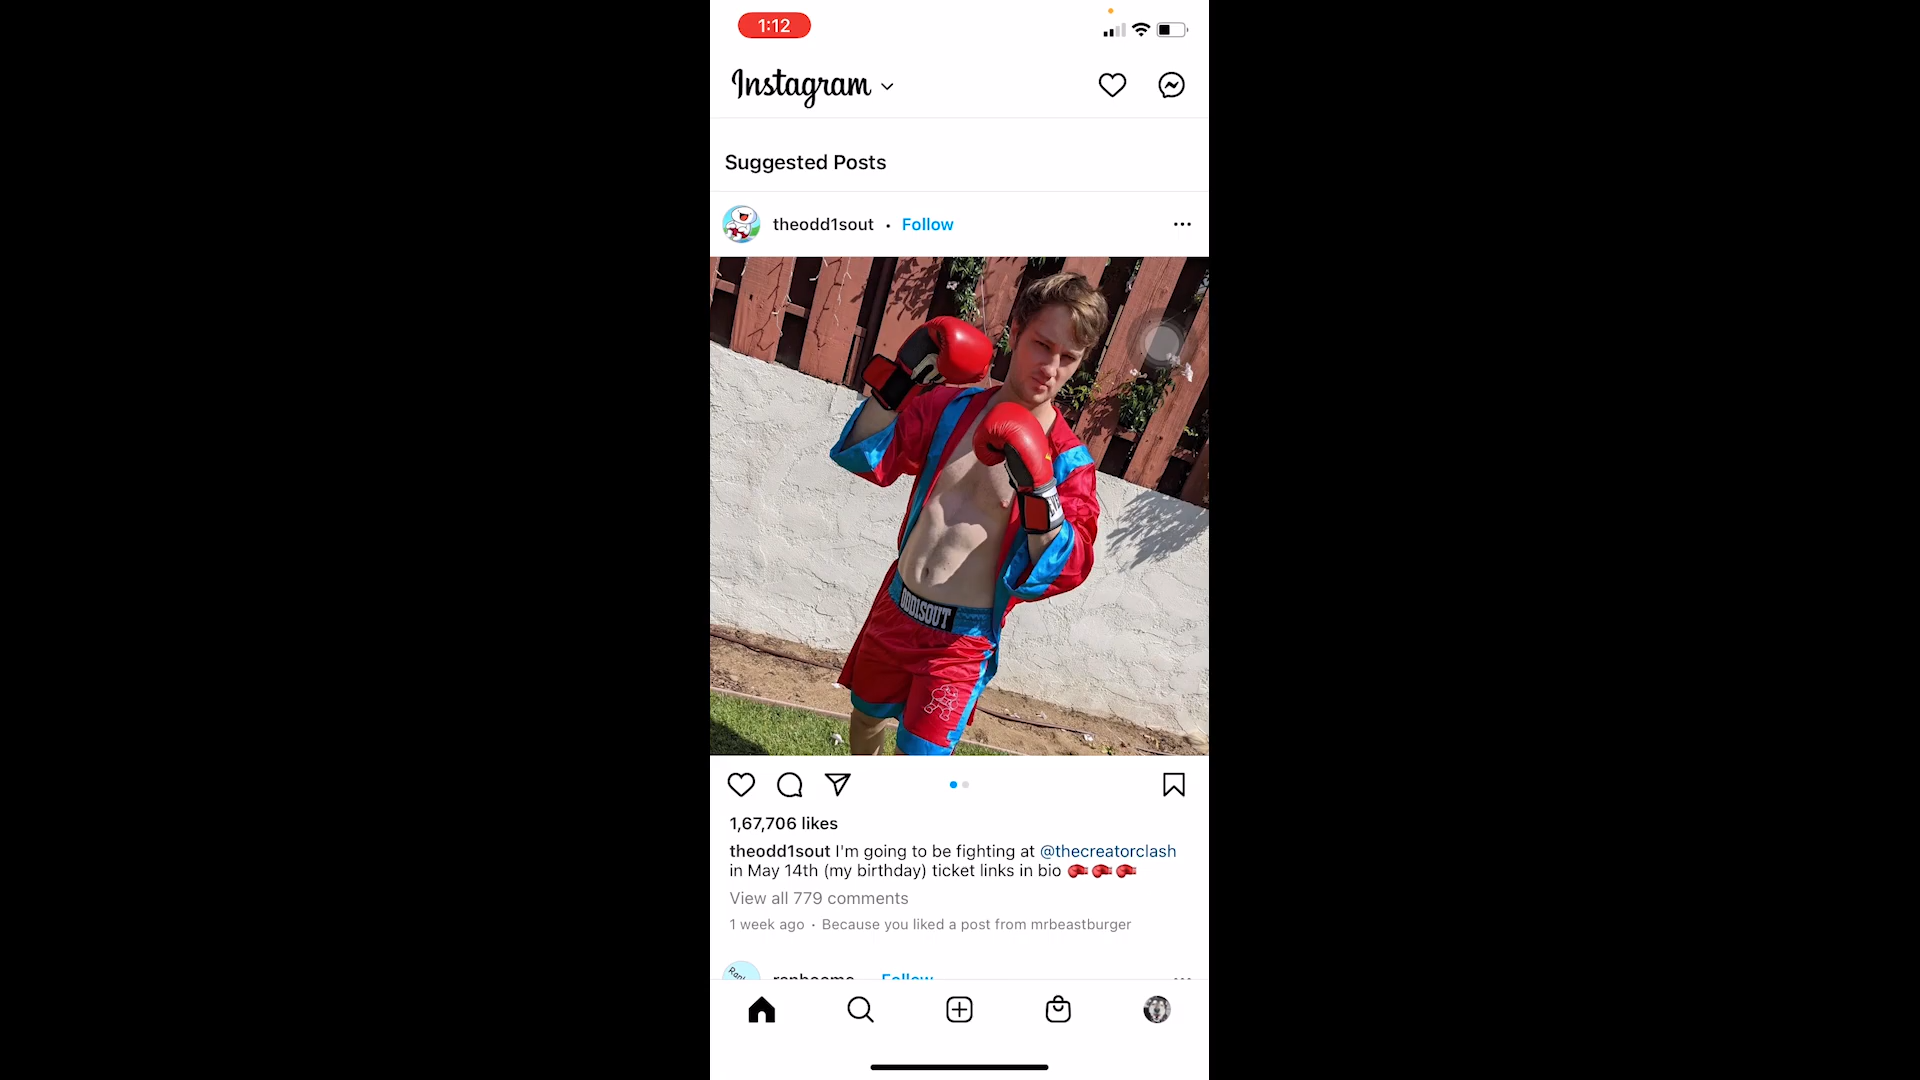 1:12
Instagram
Suggested Posts
theodd1sout • Follow
ODD1SOUT
1,67,706 likes
theodd1sout I'm going to be fighting at @thecreatorclash
in May 14th (my birthday) ticket links in bio 🥊🥊🥊
View all 779 comments
1 week ago · Because you liked a post from mrbeastburger
Follow